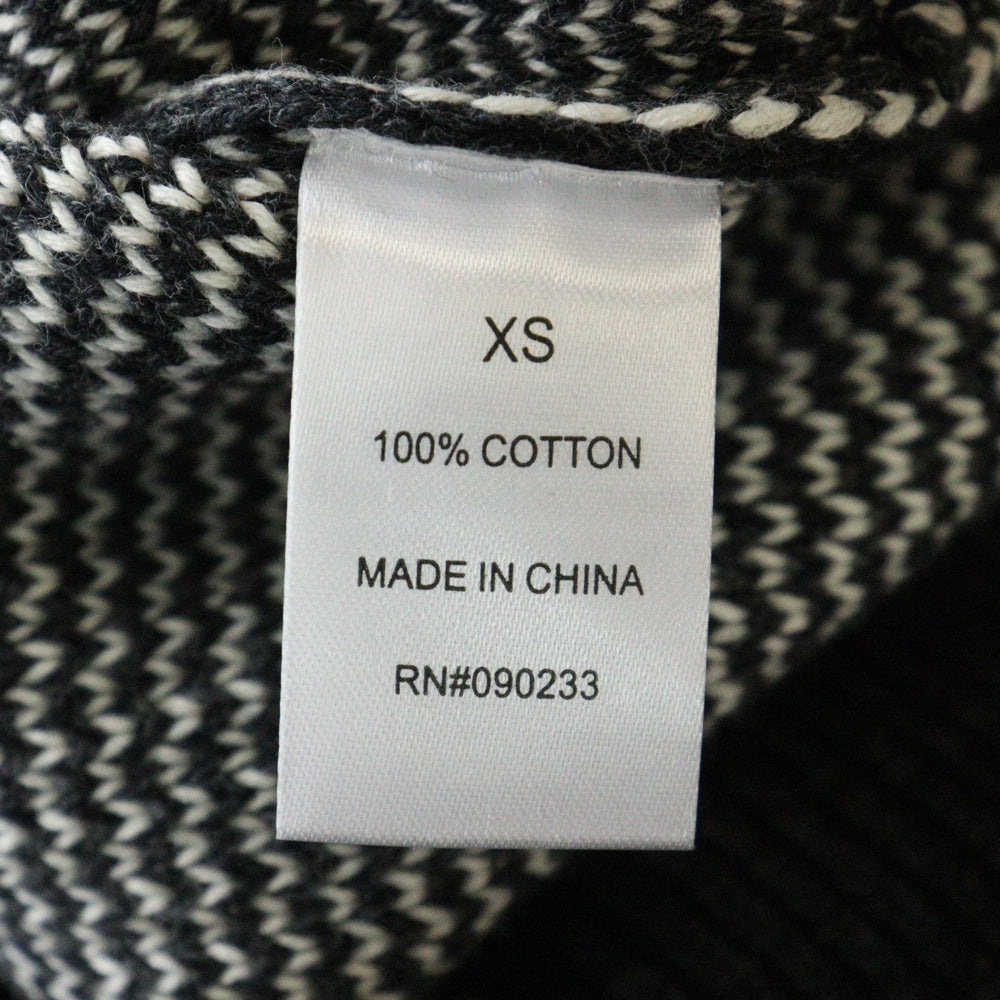 XS
100% COTTON
MADE IN CHINA
RN#090233